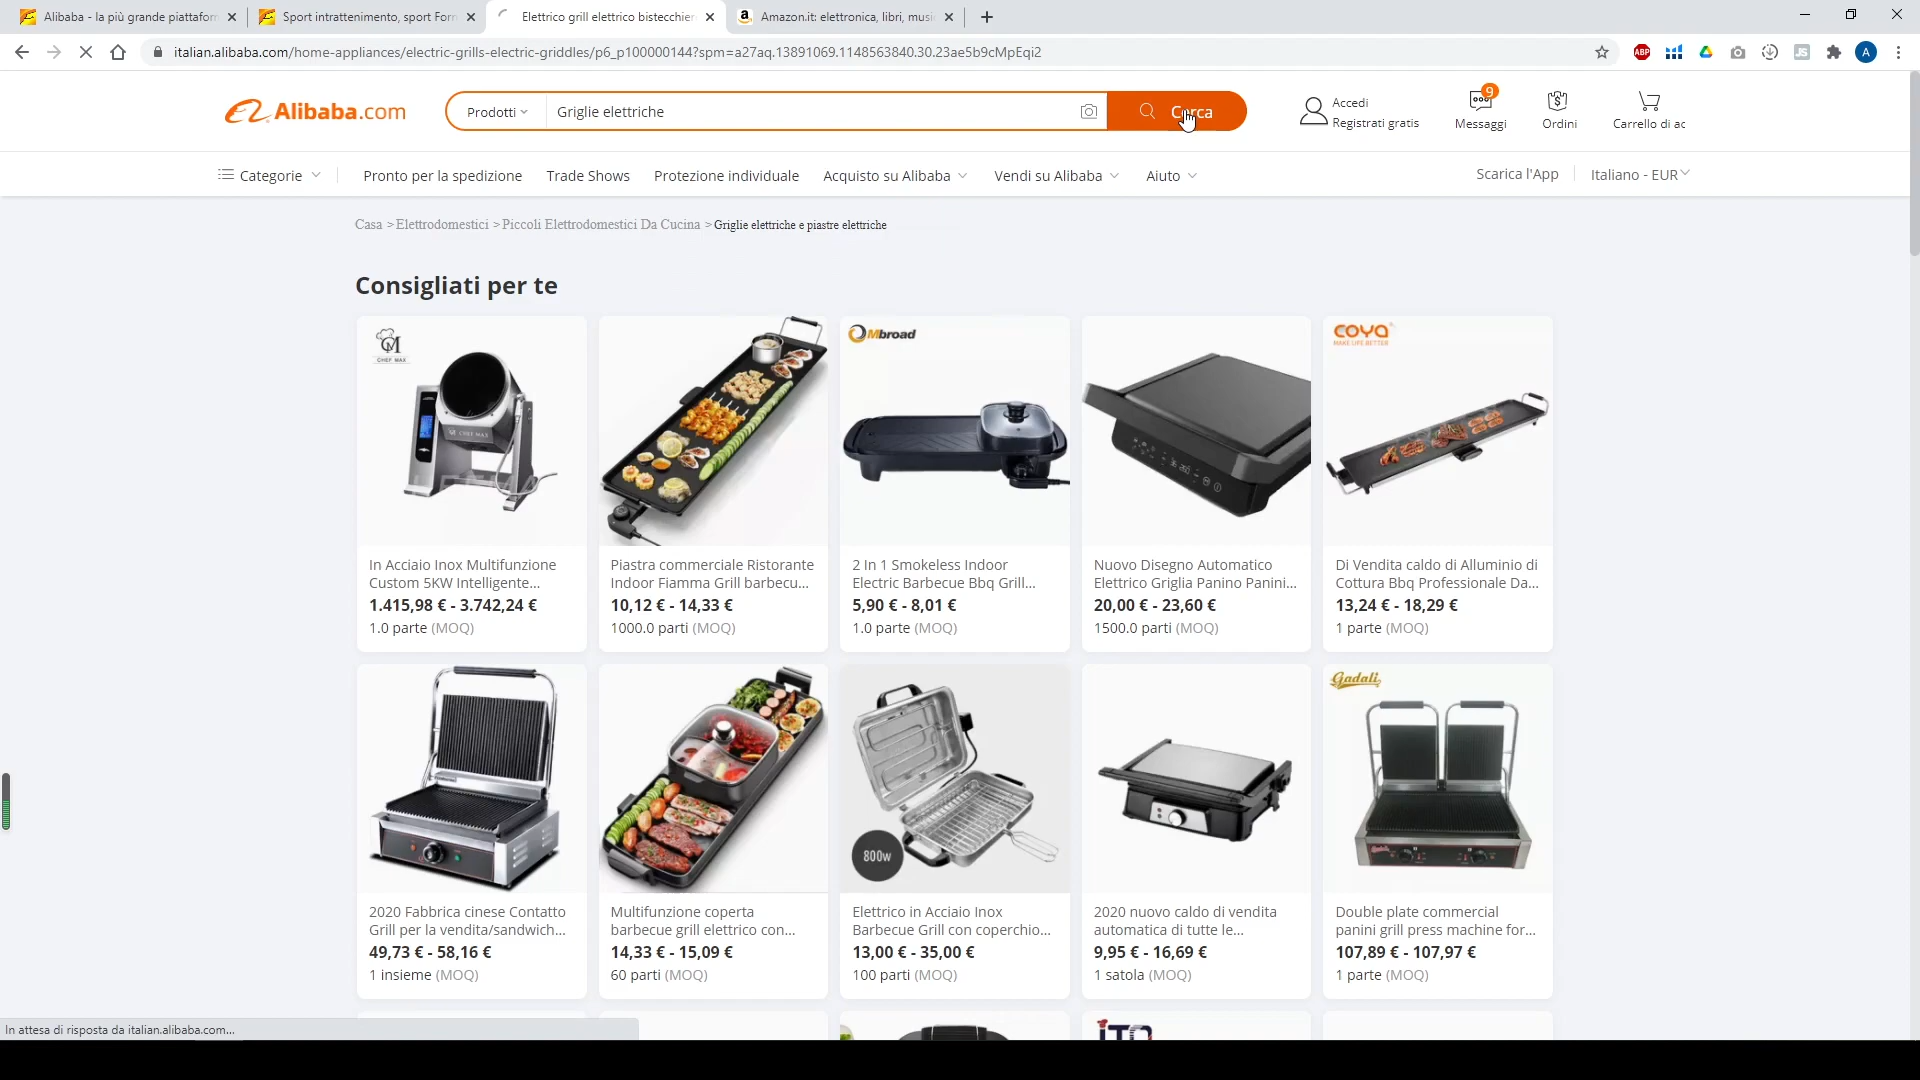 Alibaba - la più grande piattafor
Sport intrattenimento, sport Forn
Elettrico grill elettrico bistecchier
Amazon.it: elettronica, libri, musi
italian.alibaba.com/home-appliances/electric-grills-electric-griddles/p6_p100000144?spm=a27aq.13891069.1148563840.30.23ae5b9cMpEqi2
ABP
JS
A
Alibaba.com
Prodotti
Griglie elettriche
Cerca
Accedi
Registrati gratis
9
Messaggi
Ordini
Carrello di ac
Categorie
Pronto per la spedizione
Trade Shows
Protezione individuale
Acquisto su Alibaba
Vendi su Alibaba
Aiuto
Scarica l'App
Italiano - EUR
Casa > Elettrodomestici > Piccoli Elettrodomestici Da Cucina > Griglie elettriche e piastre elettriche
Consigliati per te
CM
CHEF MAX
CHEF MAX
Mbroad
COYA
MAKE LIFE BETTER
In Acciaio Inox Multifunzione
Custom 5KW Intelligente...
1.415,98 € - 3.742,24 €
1.0 parte (MOQ)
Piastra commerciale Ristorante
Indoor Fiamma Grill barbecu...
10,12 € - 14,33 €
1000.0 parti (MOQ)
2 In 1 Smokeless Indoor
Electric Barbecue Bbq Grill...
5,90 € - 8,01 €
1.0 parte (MOQ)
Nuovo Disegno Automatico
Elettrico Griglia Panino Panini...
20,00 € - 23,60 €
1500.0 parti (MOQ)
Di Vendita caldo di Alluminio di
Cottura Bbq Professionale Da...
13,24 € - 18,29 €
1 parte (MOQ)
800w
Gadali
2020 Fabbrica cinese Contatto
Grill per la vendita/sandwich...
49,73 € - 58,16 €
1 insieme (MOQ)
Multifunzione coperta
barbecue grill elettrico con...
14,33 € - 15,09 €
60 parti (MOQ)
Elettrico in Acciaio Inox
Barbecue Grill con coperchio...
13,00 € - 35,00 €
100 parti (MOQ)
2020 nuovo caldo di vendita
automatica di tutte le...
9,95 € - 16,69 €
1 satola (MOQ)
Double plate commercial
panini grill press machine for...
107,89 € - 107,97 €
1 parte (MOQ)
In attesa di risposta da italian.alibaba.com...